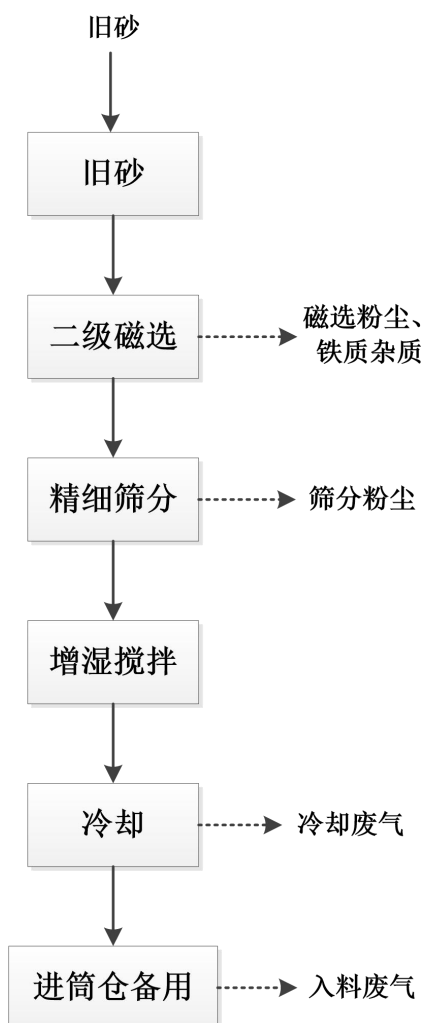 旧砂
旧砂
二级磁选
磁选粉尘、
铁质杂质
精细筛分
筛分粉尘
增湿搅拌
冷却
冷却废气
进筒仓备用
入料废气